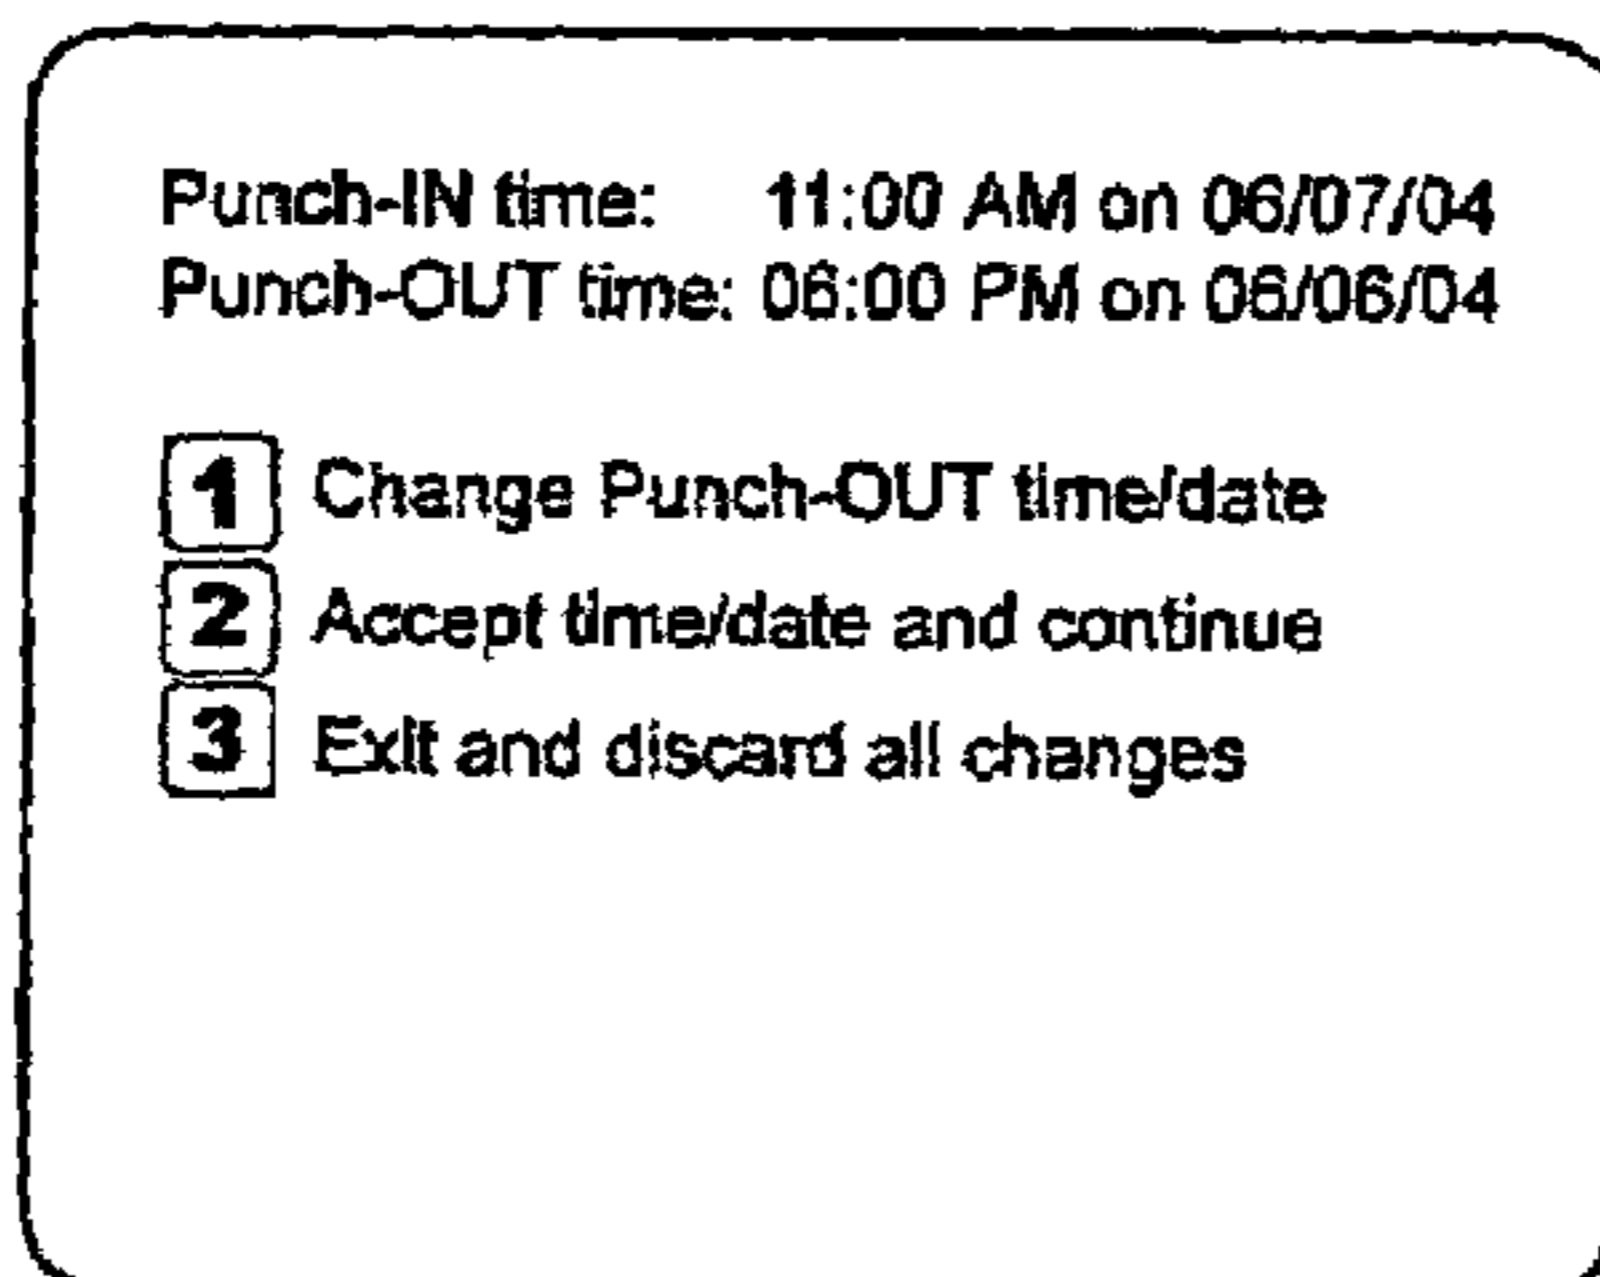 Punch-IN time: 11:00 AM on 06/07/04
Punch-OUT time: 06:00 PM on 06/06/04
1 Change Punch-OUT time/date
2 Accept time/date and continue
3 Exit and discard all changes